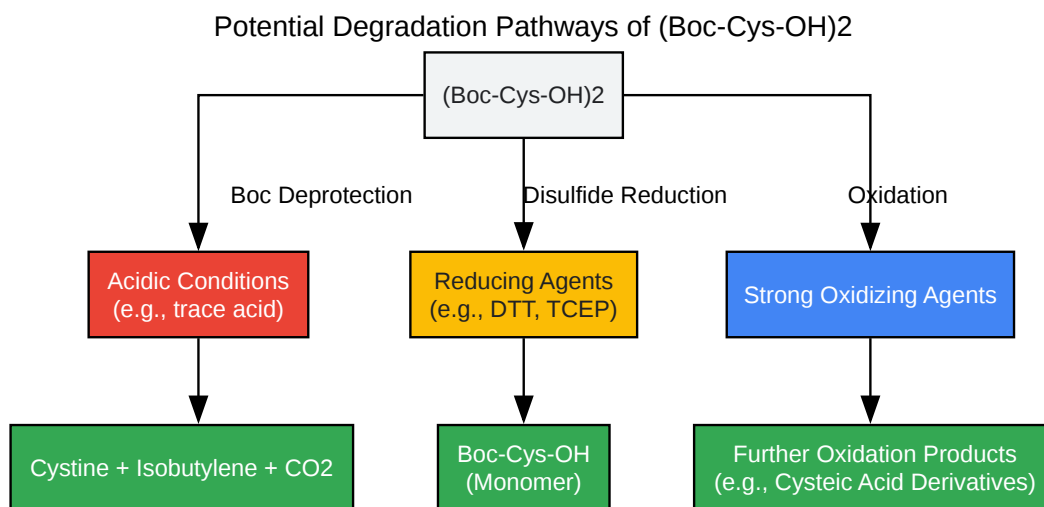 Potential Degradation Pathways of (Boc-Cys-OH)2
(Boc-Cys-OH)2
Boc Deprotection
Disulfide Reduction
Oxidation
Acidic Conditions
(e.g., trace acid)
Reducing Agents
(e.g., DTT, TCEP)
Strong Oxidizing Agents
Cystine + Isobutylene + CO2
Boc-Cys-OH
(Monomer)
Further Oxidation Products
(e.g., Cysteic Acid Derivatives)